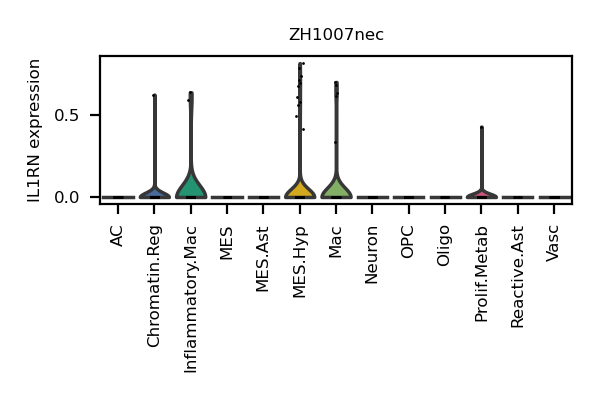 ZH1007nec
IL1RN expression
0.5
0.0
AC
Chromatin.Reg
Inflammatory.Mac
MES
MES.Ast
MES.Hyp
Mac
Neuron
OPC
Oligo
Prolif.Metab
Reactive.Ast
Vasc